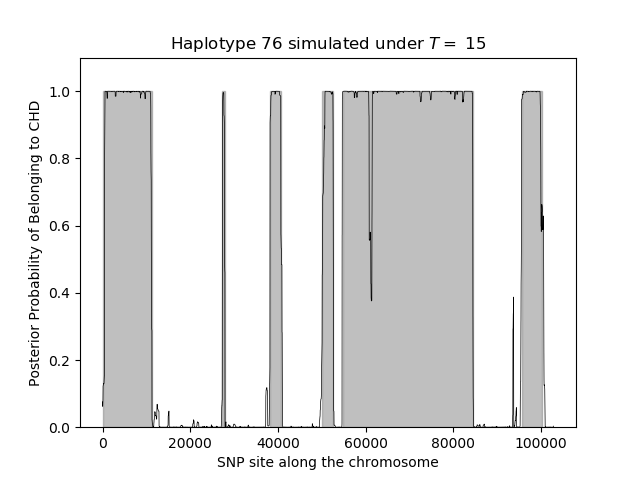 Haplotype 76 simulated under T = 15
Posterior Probability of Belonging to CHD
1.0
0.8
0.6
0.4
0.2
0.0
0 20000 40000 60000 80000 100000
SNP site along the chromosome